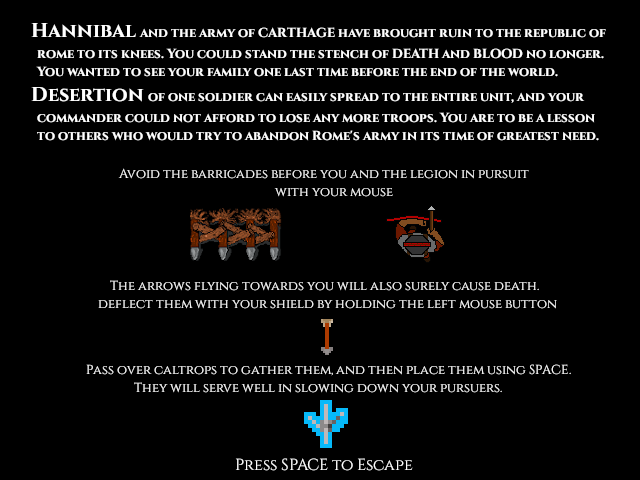 Hannibal and the army of Carthage have brought ruin to the republic of
Rome to its knees. You could stand the stench of death and blood no longer.
You wanted to see your family one last time before the end of the world.
Desertion of one soldier can easily spread to the entire unit, and your
commander could not afford to lose any more troops. You are to be a lesson
to others who would try to abandon Rome's army in its time of greatest need.
Avoid the barricades before you and the legion in pursuit
with your mouse
The arrows flying towards you will also surely cause death.
Deflect them with your shield by holding the left mouse button
Pass over caltrops to gather them, and then place them using SPACE.
They will serve well in slowing down your pursuers.
Press SPACE to Escape